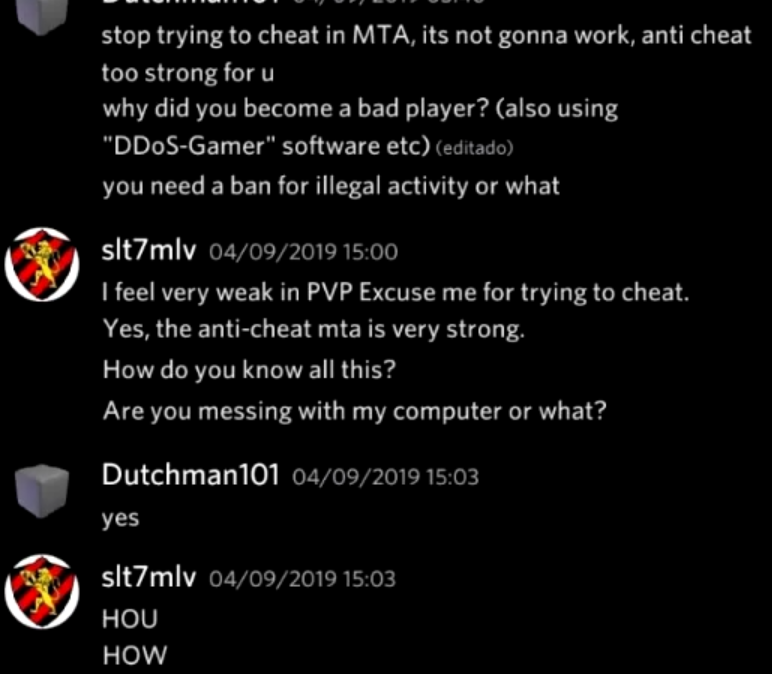 Dutchman101 04/09/2019
stop trying to cheat in MTA, its not gonna work, anti cheat
too strong for u
why did you become a bad player? (also using
"DDoS-Gamer" software etc) (editado)
you need a ban for illegal activity or what
slt7mlv 04/09/2019 15:00
I feel very weak in PVP Excuse me for trying to cheat.
Yes, the anti-cheat mta is very strong.
How do you know all this?
Are you messing with my computer or what?
Dutchman101 04/09/2019 15:03
yes
slt7mlv 04/09/2019 15:03
HOU
HOW